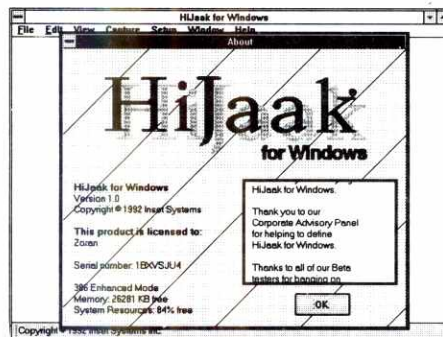 HiJaak for Windows
File Edit View Capture Setup Window Help
About
HiJaak
for Windows
HiJaak for Windows
Version 1.0
Copyright © 1992 Inset Systems
This product is licensed to:
Zoran
Serial number: 1BXVSJU4
386 Enhanced Mode
Memory: 26281 KB free
System Resources: 84% free
HiJaak for Windows.
Thank you to our
Corporate Advisory Panel
for helping to define
HiJaak for Windows.
Thanks to all of our Beta
testers for banging on
OK
Copyright © 1992 Inset Systems Inc.